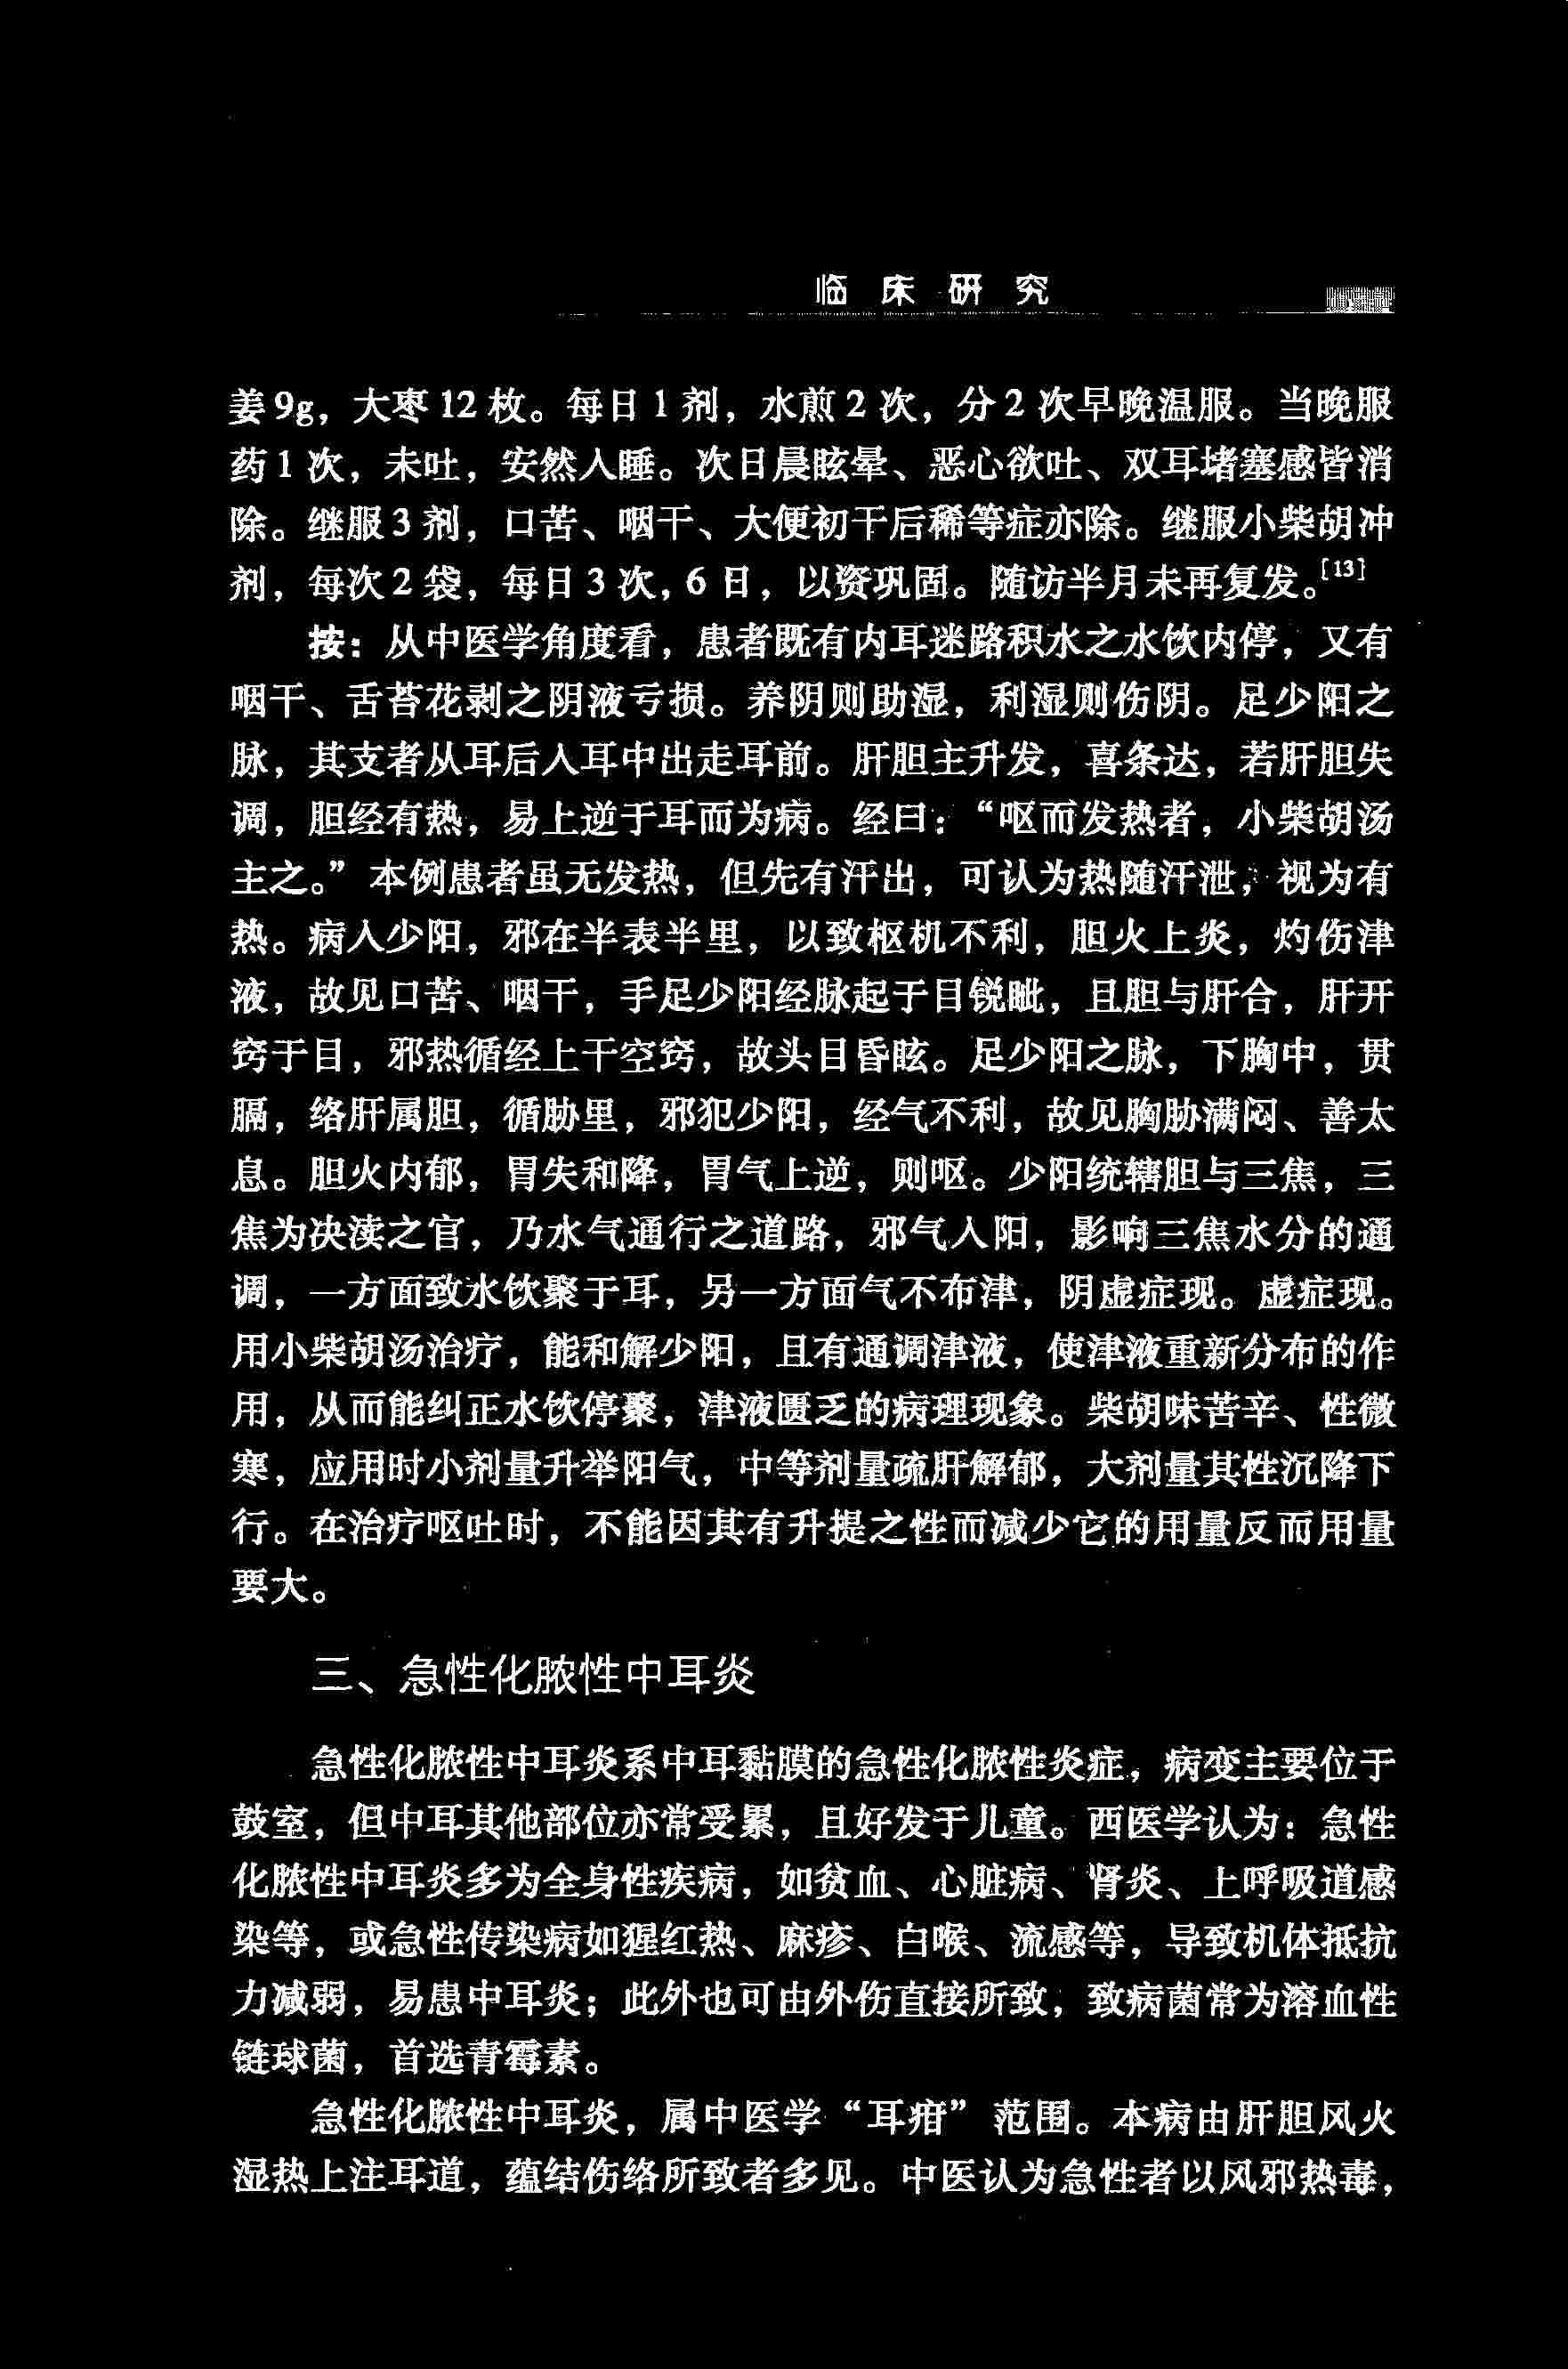 临床研究
姜9g，大枣12枚。每日1剂，水煎2次，分2次早晚温服。当晚服
药1次，未吐，安然入睡。次日晨眩晕、恶心欲吐、双耳堵塞感皆消
除。继服3剂，口苦、咽干、大便初干后稀等症亦除。继服小柴胡冲
剂，每次2袋，每日3次，6日，以资巩固。随访半月未再复发。[13]
按：从中医学角度看，患者既有内耳迷路积水之水饮内停，又有
咽干、舌苔花剥之阴液亏损。养阴则助湿，利湿则伤阴。足少阳之
脉，其支者从耳后入耳中出走耳前。肝胆主升发，喜条达，若肝胆失
调，胆经有热，易上逆于耳而为病。经曰：“呕而发热者，小柴胡汤
主之。”本例患者虽无发热，但先有汗出，可认为热随汗泄，视为有
热。病入少阳，邪在半表半里，以致枢机不利，胆火上炎，灼伤津
液，故见口苦、咽干，手足少阳经脉起于目锐眦，且胆与肝合，肝开
窍于目，邪热循经上干空窍，故头目昏眩。足少阳之脉，下胸中，贯
膈，络肝属胆，循胁里，邪犯少阳，经气不利，故见胸胁满闷、善太
息。胆火内郁，胃失和降，胃气上逆，则呕。少阳统辖胆与三焦，三
焦为决渎之官，乃水气通行之道路，邪气入阳，影响三焦水分的通
调，一方面致水饮聚于耳，另一方面气不布津，阴虚症现。虚症现。
用小柴胡汤治疗，能和解少阳，且有通调津液，使津液重新分布的作
用，从而能纠正水饮停聚，津液匮乏的病理现象。柴胡味苦辛、性微
寒，应用时小剂量升举阳气，中等剂量疏肝解郁，大剂量其性沉降下
行。在治疗呕吐时，不能因其有升提之性而减少它的用量反而用量
要大。
三、急性化脓性中耳炎
急性化脓性中耳炎系中耳黏膜的急性化脓性炎症，病变主要位于
鼓室，但中耳其他部位亦常受累，且好发于儿童。西医学认为：急性
化脓性中耳炎多为全身性疾病，如贫血、心脏病、肾炎、上呼吸道感
染等，或急性传染病如猩红热、麻疹、白喉、流感等，导致机体抵抗
力减弱，易患中耳炎；此外也可由外伤直接所致，致病菌常为溶血性
链球菌，首选青霉素。
急性化脓性中耳炎，属中医学“耳疳”范围。本病由肝胆风火
湿热上注耳道，蕴结伤络所致者多见。中医认为急性者以风邪热毒，